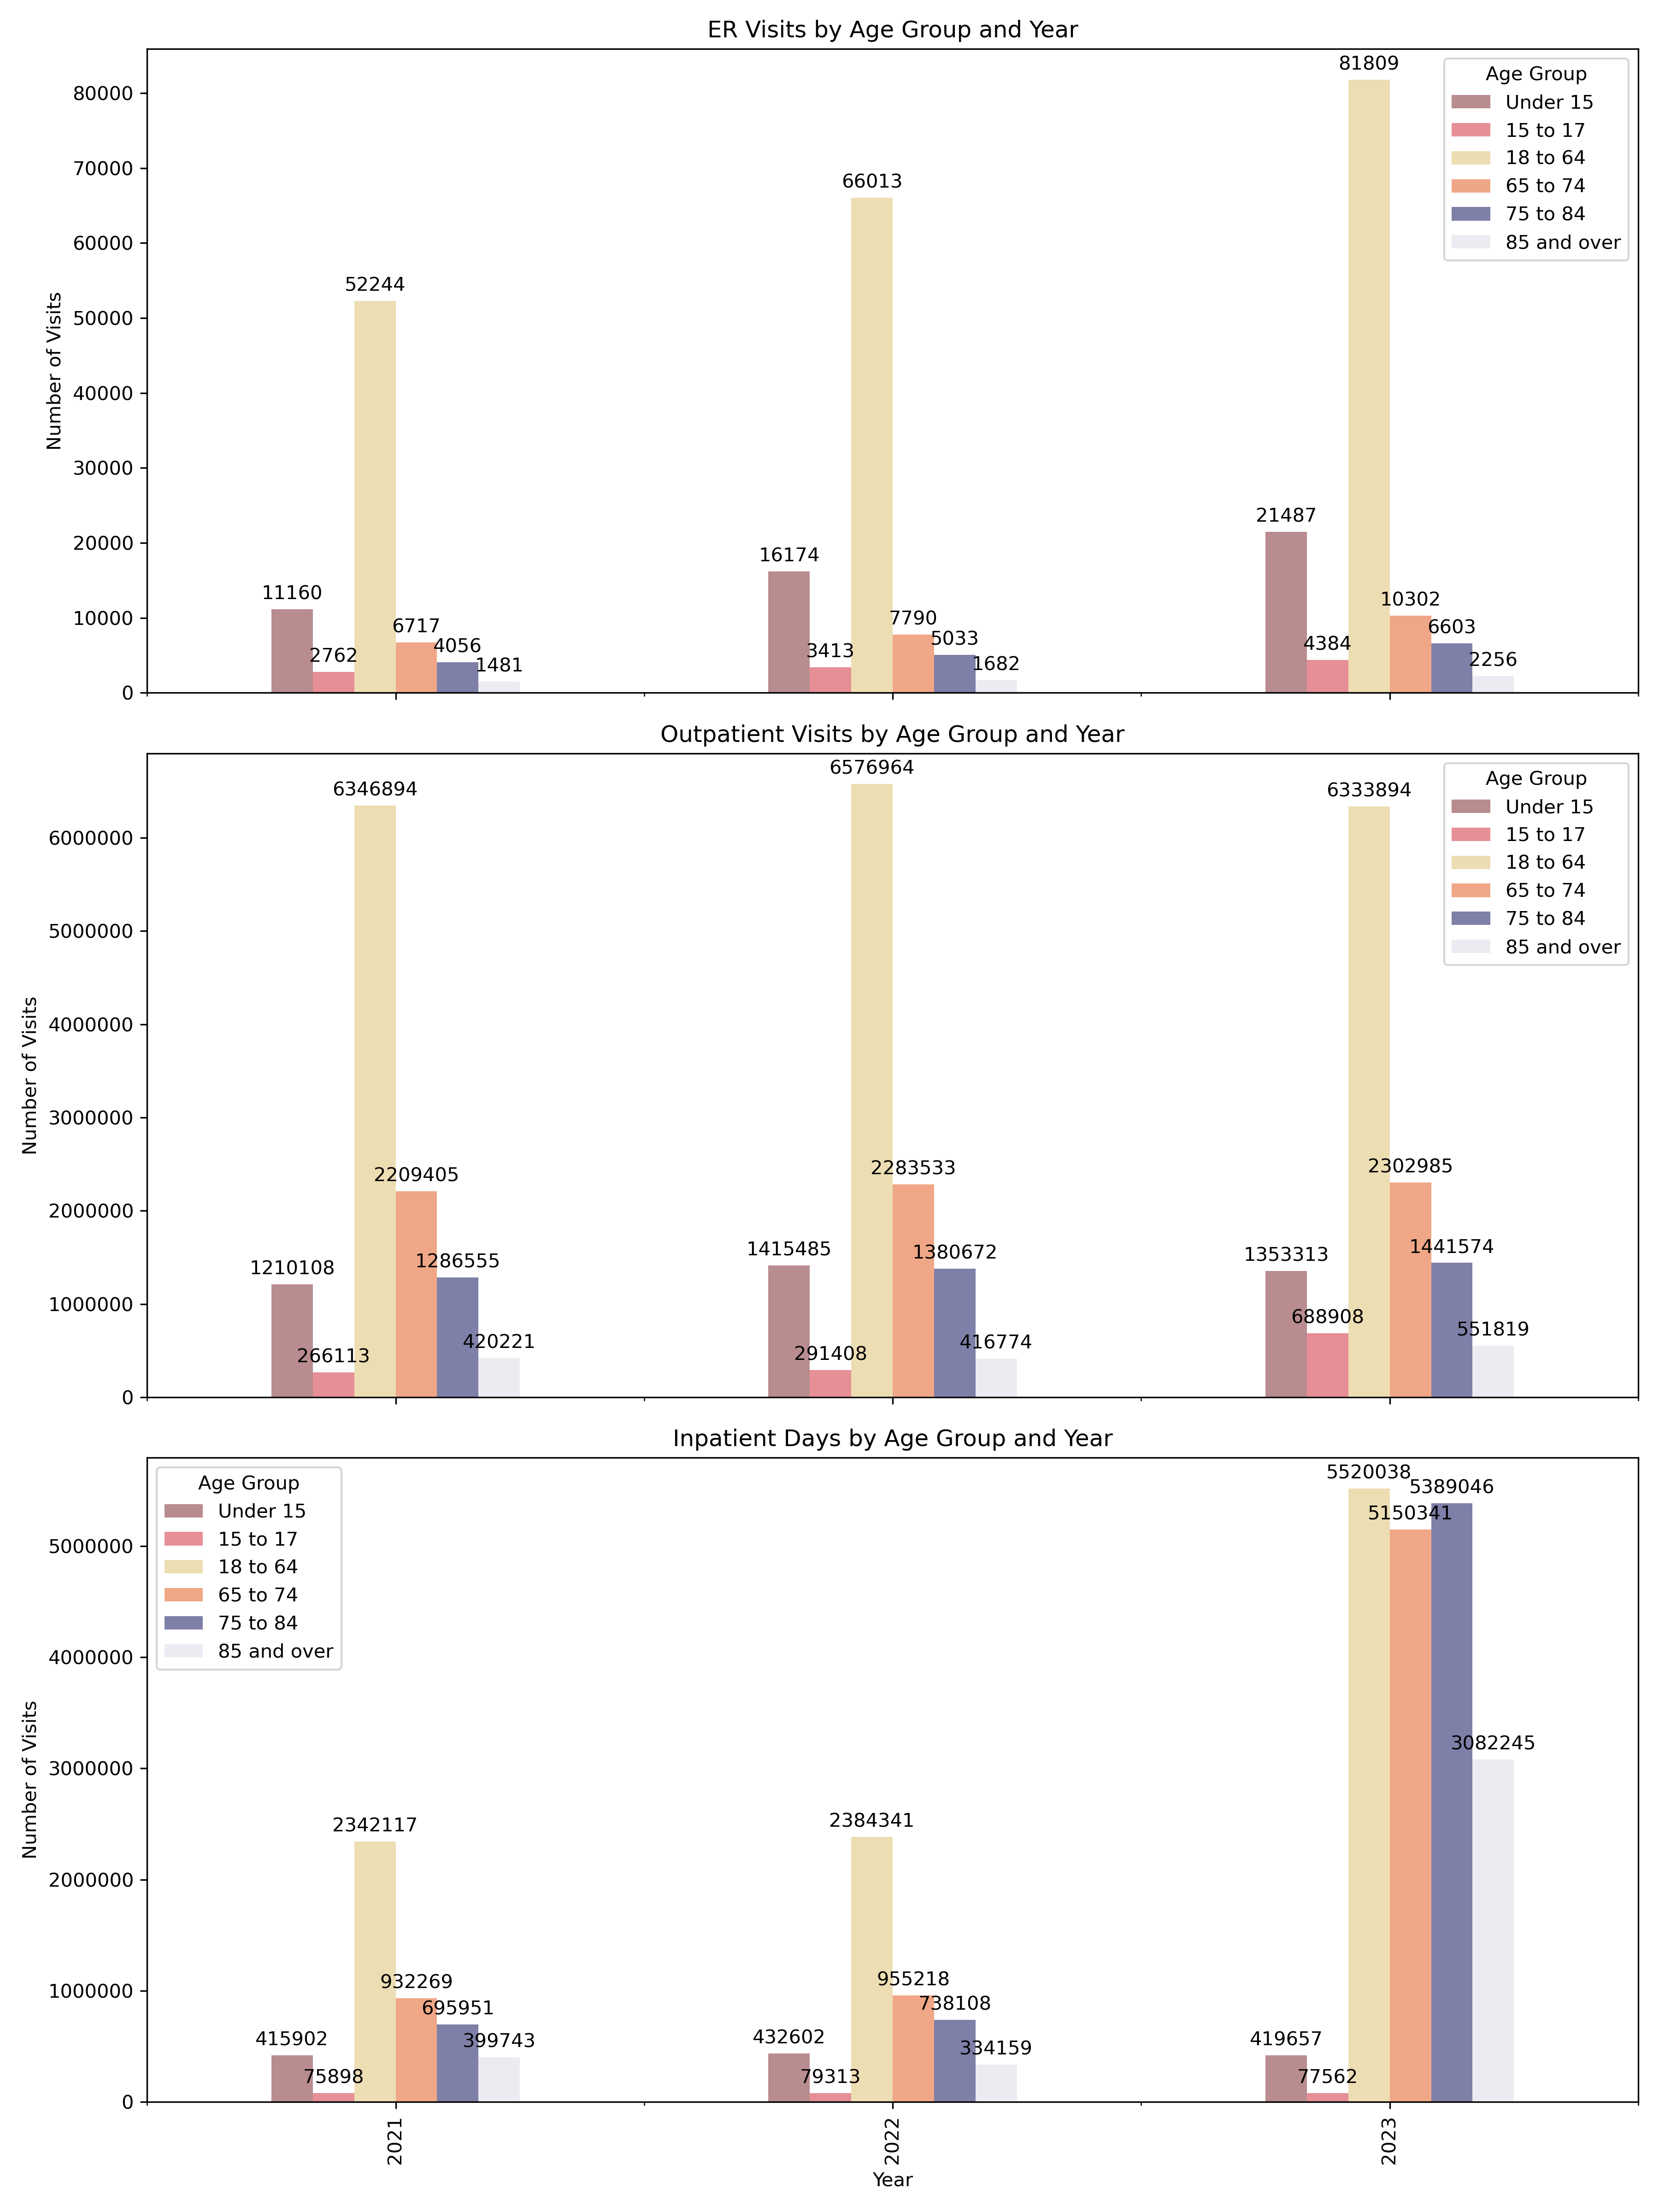 ER Visits by Age Group and Year
Number of Visits
80000
70000
60000
50000
40000
30000
20000
10000
0
11160
2762
52244
6717
4056
1481
16174
3413
66013
7790
5033
1682
21487
4384
81809
10302
6603
2256
Age Group
Under 15
15 to 17
18 to 64
65 to 74
75 to 84
85 and over
Outpatient Visits by Age Group and Year
Number of Visits
6000000
5000000
4000000
3000000
2000000
1000000
0
1210108
266113
6346894
2209405
1286555
420221
1415485
291408
6576964
2283533
1380672
416774
1353313
688908
6333894
2302985
1441574
551819
Age Group
Under 15
15 to 17
18 to 64
65 to 74
75 to 84
85 and over
Inpatient Days by Age Group and Year
Number of Visits
5000000
4000000
3000000
2000000
1000000
0
Age Group
Under 15
15 to 17
18 to 64
65 to 74
75 to 84
85 and over
415902
75898
2342117
932269
695951
399743
432602
79313
2384341
955218
738108
334159
419657
77562
5520038
5150341
5389046
3082245
2021
2022
2023
Year